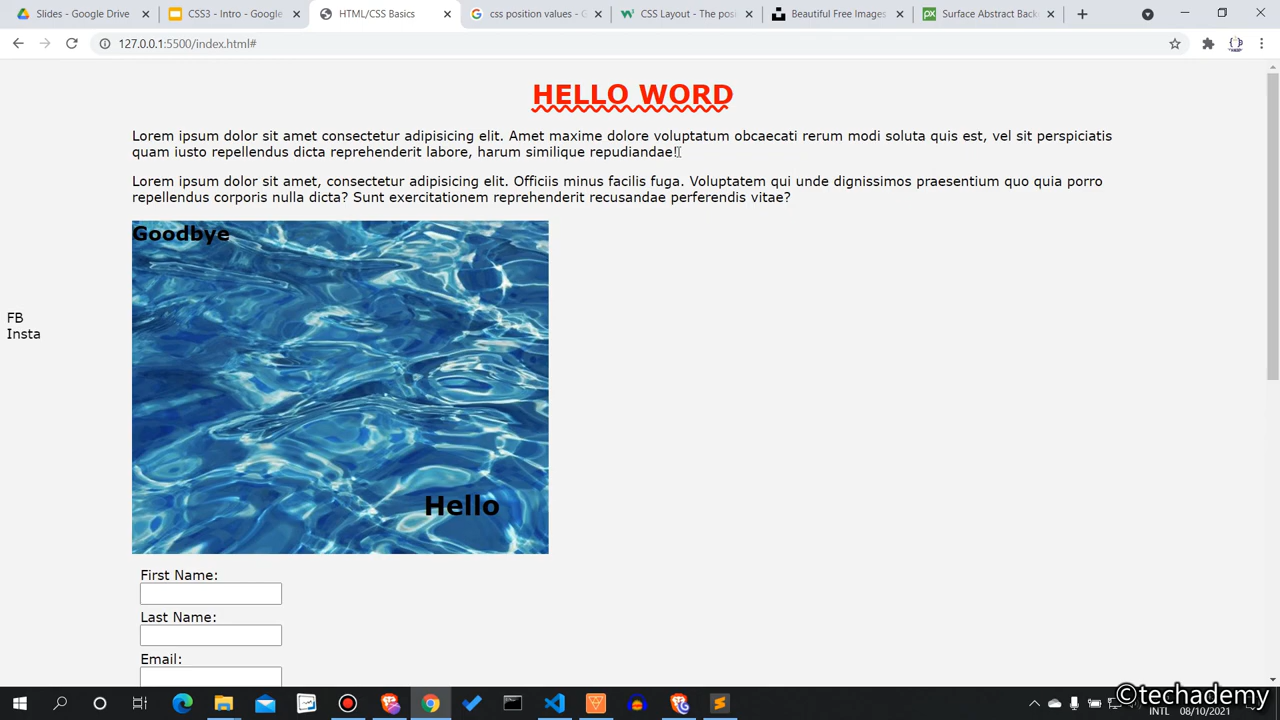 Slides - Google Drive
CSS3 - Intro - Google
HTML/CSS Basics
css position values - G
CSS Layout - The posi
Beautiful Free Images
Surface Abstract Back
127.0.0.1:5500/index.html#
HELLO WORD
Lorem ipsum dolor sit amet consectetur adipisicing elit. Amet maxime dolore voluptatum obcaecati rerum modi soluta quis est, vel sit perspiciatis
quam iusto repellendus dicta reprehenderit labore, harum similique repudiandae!
Lorem ipsum dolor sit amet, consectetur adipisicing elit. Officiis minus facilis fuga. Voluptatem qui unde dignissimos praesentium quo quia porro
repellendus corporis nulla dicta? Sunt exercitationem reprehenderit recusandae perferendis vitae?
Goodbye
FB
Insta
Hello
First Name:
Last Name:
Email:
©techademy
INTL 08/10/2021